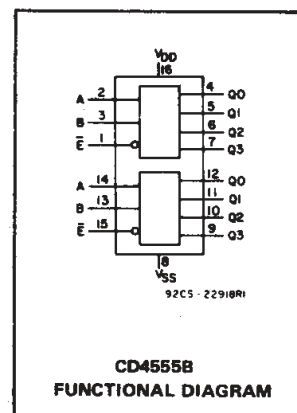 VDD
16
A 2 4 Q0
5 Q1
B 3 6 Q2
E̅ 1 7 Q3
A 14 12 Q0
11 Q1
B 13 10 Q2
E̅ 15 9 Q3
8
VSS
92CS-22918R1
CD4555B
FUNCTIONAL DIAGRAM